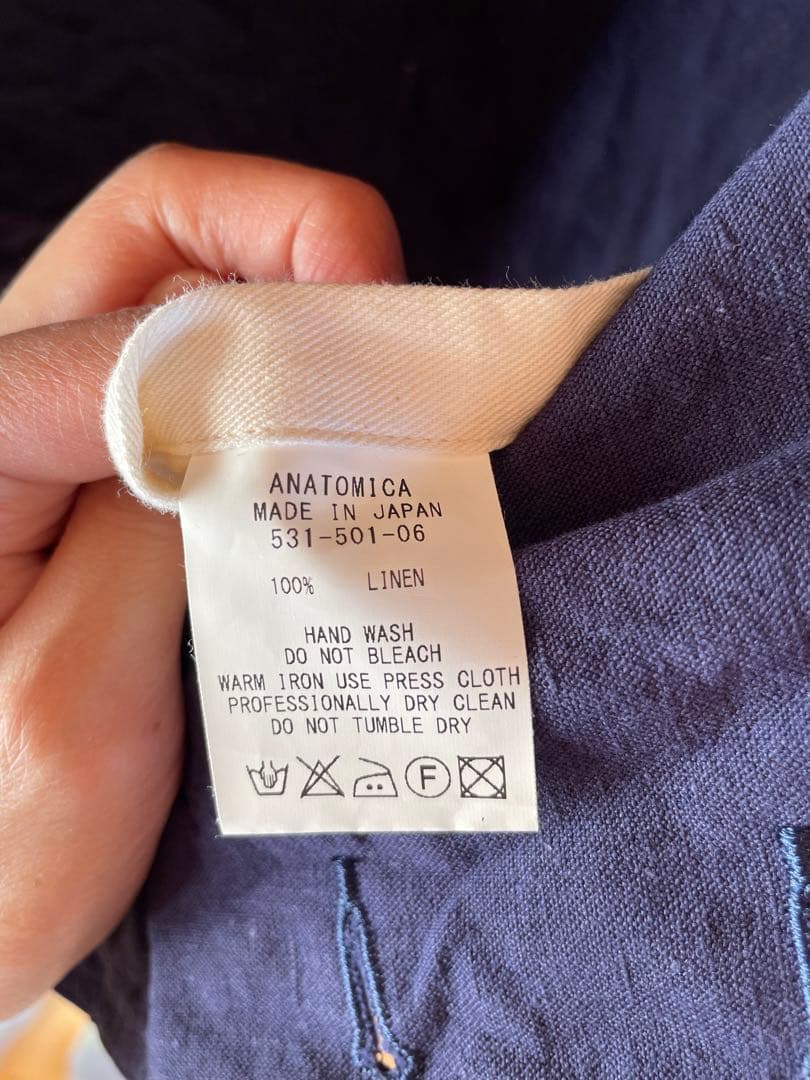 ANATOMICA
MADE IN JAPAN
531-501-06
100% LINEN
HAND WASH
DO NOT BLEACH
WARM IRON USE PRESS CLOTH
PROFESSIONALLY DRY CLEAN
DO NOT TUMBLE DRY
F